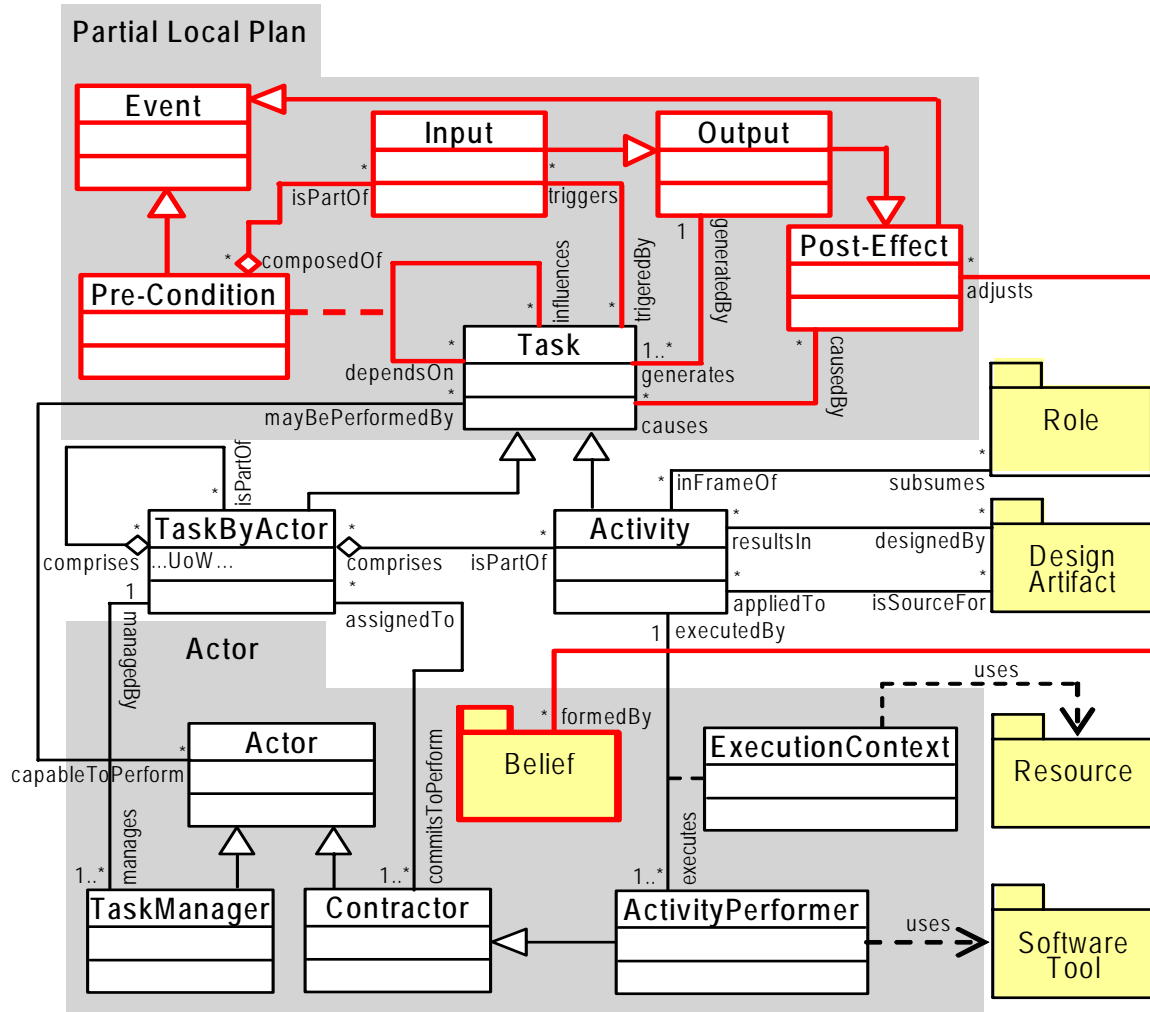 Partial Local Plan
Event
Input
Output
*
isPartOf
*
triggers
1
generatedBy
Post-Effect
*
adjusts
*
composedOf
Pre-Condition
influences
*
trigeredBy
*
Task
*
dependsOn
1..*
generates
*
causedBy
*
mayBePerformedBy
*
causes
Role
*
isPartOf
*
inFrameOf
*
subsumes
TaskByActor
...UoW...
*
comprises
*
comprises
*
isPartOf
Activity
*
resultsIn
*
designedBy
Design
Artifact
*
appliedTo
*
isSourceFor
1
managedBy
*
assignedTo
1
executedBy
Actor
uses
*
formedBy
Actor
*
capableToPerform
Belief
ExecutionContext
Resource
manages
1..*
commitsToPerform
1..*
executes
1..*
TaskManager
Contractor
ActivityPerformer
uses
Software
Tool